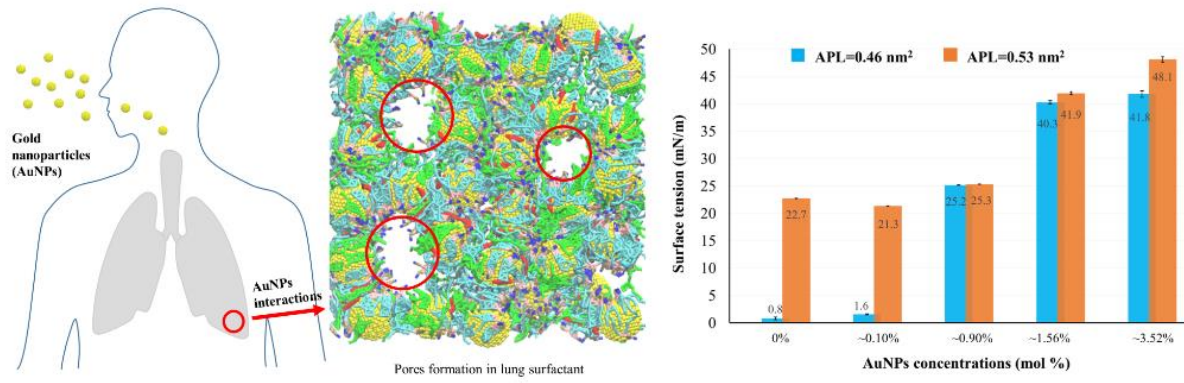 Gold
nanoparticles
(AuNPs)
AuNPs
interactions
Pores formation in lung surfactant
APL=0.46 nm²
APL=0.53 nm²
Surface tension (mN/m)
50
45
40
35
30
25
20
15
10
5
0
0.8
22.7
1.6
21.3
25.2
25.3
40.3
41.9
41.8
48.1
0%
~0.10%
~0.90%
~1.56%
~3.52%
AuNPs concentrations (mol %)